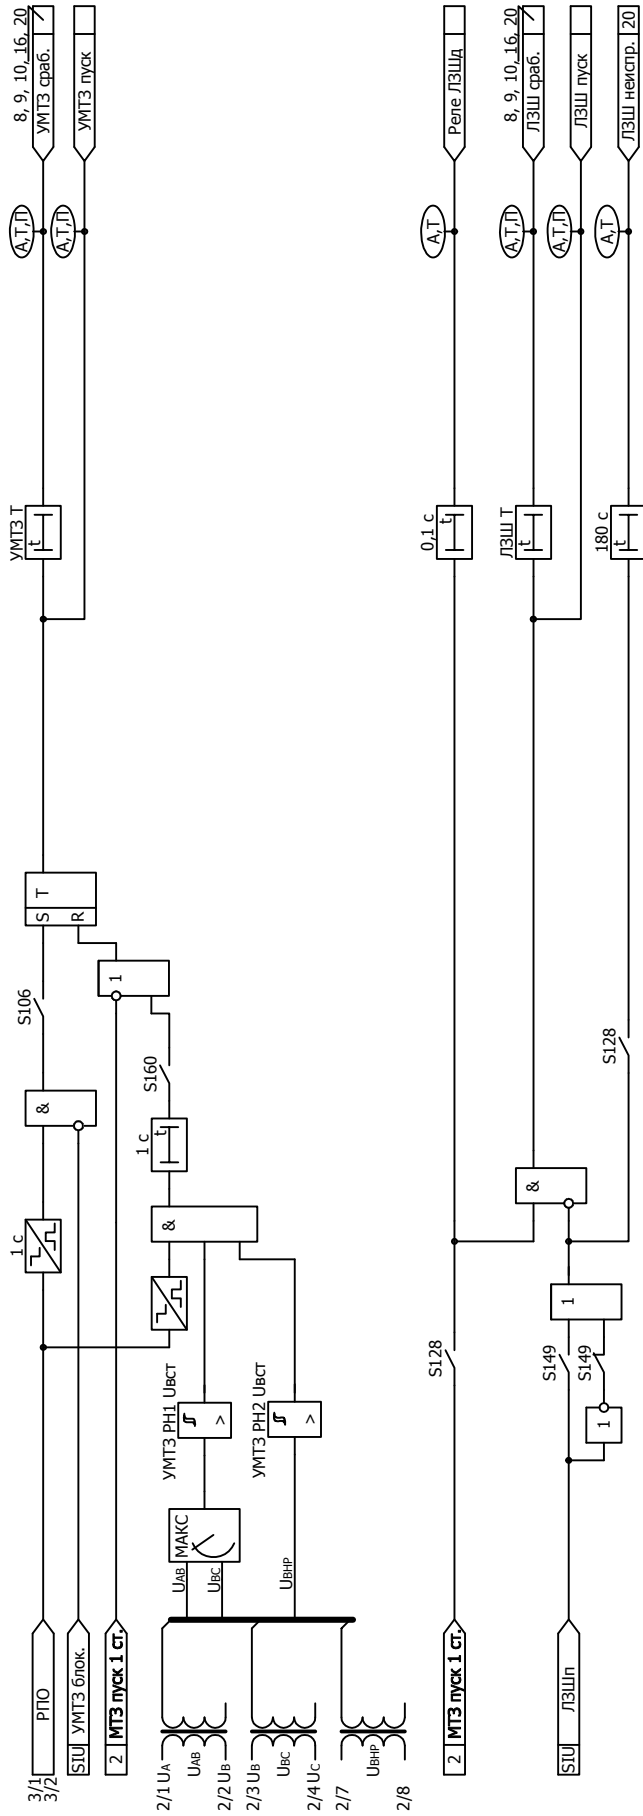 3/1
3/2
РПО
SIU УМТЗ блок.
2 МТЗ пуск 1 ст.
2/1 UA
UAB
2/2 UB
2/3 UB
UBC
2/4 UC
2/7
UВНР
2/8
UAB
UBC
UВНР
МАКС
УМТЗ РН1 Uвст
>
УМТЗ РН2 Uвст
>
1 с
&
&
1 с
t
S106
S160
1
S
R
T
УМТЗ Т
t
А,Т,П
А,Т,П
8, 9, 10, 16, 20
УМТЗ сраб.
УМТЗ пуск
2 МТЗ пуск 1 ст.
S128
SIU ЛЗШп
1
S149
S149
1
&
S128
0,1 с
t
ЛЗШ Т
t
180 с
t
А,Т
А,Т,П
А,Т,П
А,Т
Реле ЛЗШд
8, 9, 10, 16, 20
ЛЗШ сраб.
ЛЗШ пуск
ЛЗШ неиспр. 20